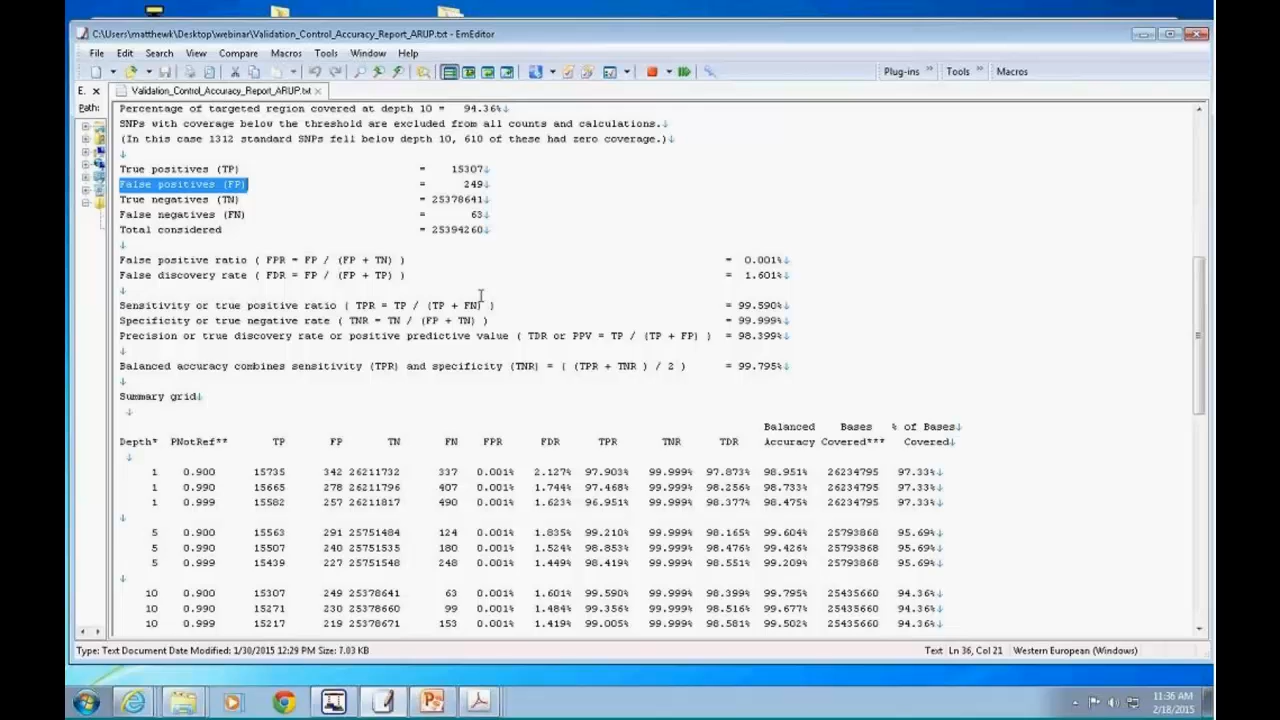 C:\Users\matthewk\Desktop\webinar\Validation_Control_Accuracy_Report_ARUP.txt - EmEditor
File Edit Search View Compare Macros Tools Window Help
Plug-ins » Tools » Macros
E. × Validation_Control_Accuracy_Report_ARUP.txt ×
Path:
Percentage of targeted region covered at depth 10 = 94.36%↓
SNPs with coverage below the threshold are excluded from all counts and calculations.↓
(In this case 1312 standard SNPs fell below depth 10, 610 of these had zero coverage.)↓
↓
True positives (TP) = 15307↓
False positives (FP) = 249↓
True negatives (TN) = 25378641↓
False negatives (FN) = 63↓
Total considered = 25394260↓
↓
False positive ratio ( FPR = FP / (FP + TN) ) = 0.001%↓
False discovery rate ( FDR = FP / (FP + TP) ) = 1.601%↓
↓
Sensitivity or true positive ratio ( TPR = TP / (TP + FN) ) = 99.590%↓
Specificity or true negative rate ( TNR = TN / (FP + TN) ) = 99.999%↓
Precision or true discovery rate or positive predictive value ( TDR or PPV = TP / (TP + FP) ) = 98.399%↓
↓
Balanced accuracy combines sensitivity (TPR) and specificity (TNR) = ( (TPR + TNR ) / 2 ) = 99.795%↓
↓
Summary grid↓
↓
Balanced Bases % of Bases↓
Depth* PNotRef** TP FP TN FN FPR FDR TPR TNR TDR Accuracy Covered*** Covered↓
↓
1 0.900 15735 342 26211732 337 0.001% 2.127% 97.903% 99.999% 97.873% 98.951% 26234795 97.33%↓
1 0.990 15665 278 26211796 407 0.001% 1.744% 97.468% 99.999% 98.256% 98.733% 26234795 97.33%↓
1 0.999 15582 257 26211817 490 0.001% 1.623% 96.951% 99.999% 98.377% 98.475% 26234795 97.33%↓
↓
5 0.900 15563 291 25751484 124 0.001% 1.835% 99.210% 99.999% 98.165% 99.604% 25793868 95.69%↓
5 0.990 15507 240 25751535 180 0.001% 1.524% 98.853% 99.999% 98.476% 99.426% 25793868 95.69%↓
5 0.999 15439 227 25751548 248 0.001% 1.449% 98.419% 99.999% 98.551% 99.209% 25793868 95.69%↓
↓
10 0.900 15307 249 25378641 63 0.001% 1.601% 99.590% 99.999% 98.399% 99.795% 25435660 94.36%↓
10 0.990 15271 230 25378660 99 0.001% 1.484% 99.356% 99.999% 98.516% 99.677% 25435660 94.36%↓
10 0.999 15217 219 25378671 153 0.001% 1.419% 99.005% 99.999% 98.581% 99.502% 25435660 94.36%↓
Type: Text Document Date Modified: 1/30/2015 12:29 PM Size: 7.03 KB
Text Ln 36, Col 21 Western European (Windows)
11:36 AM
2/18/2015